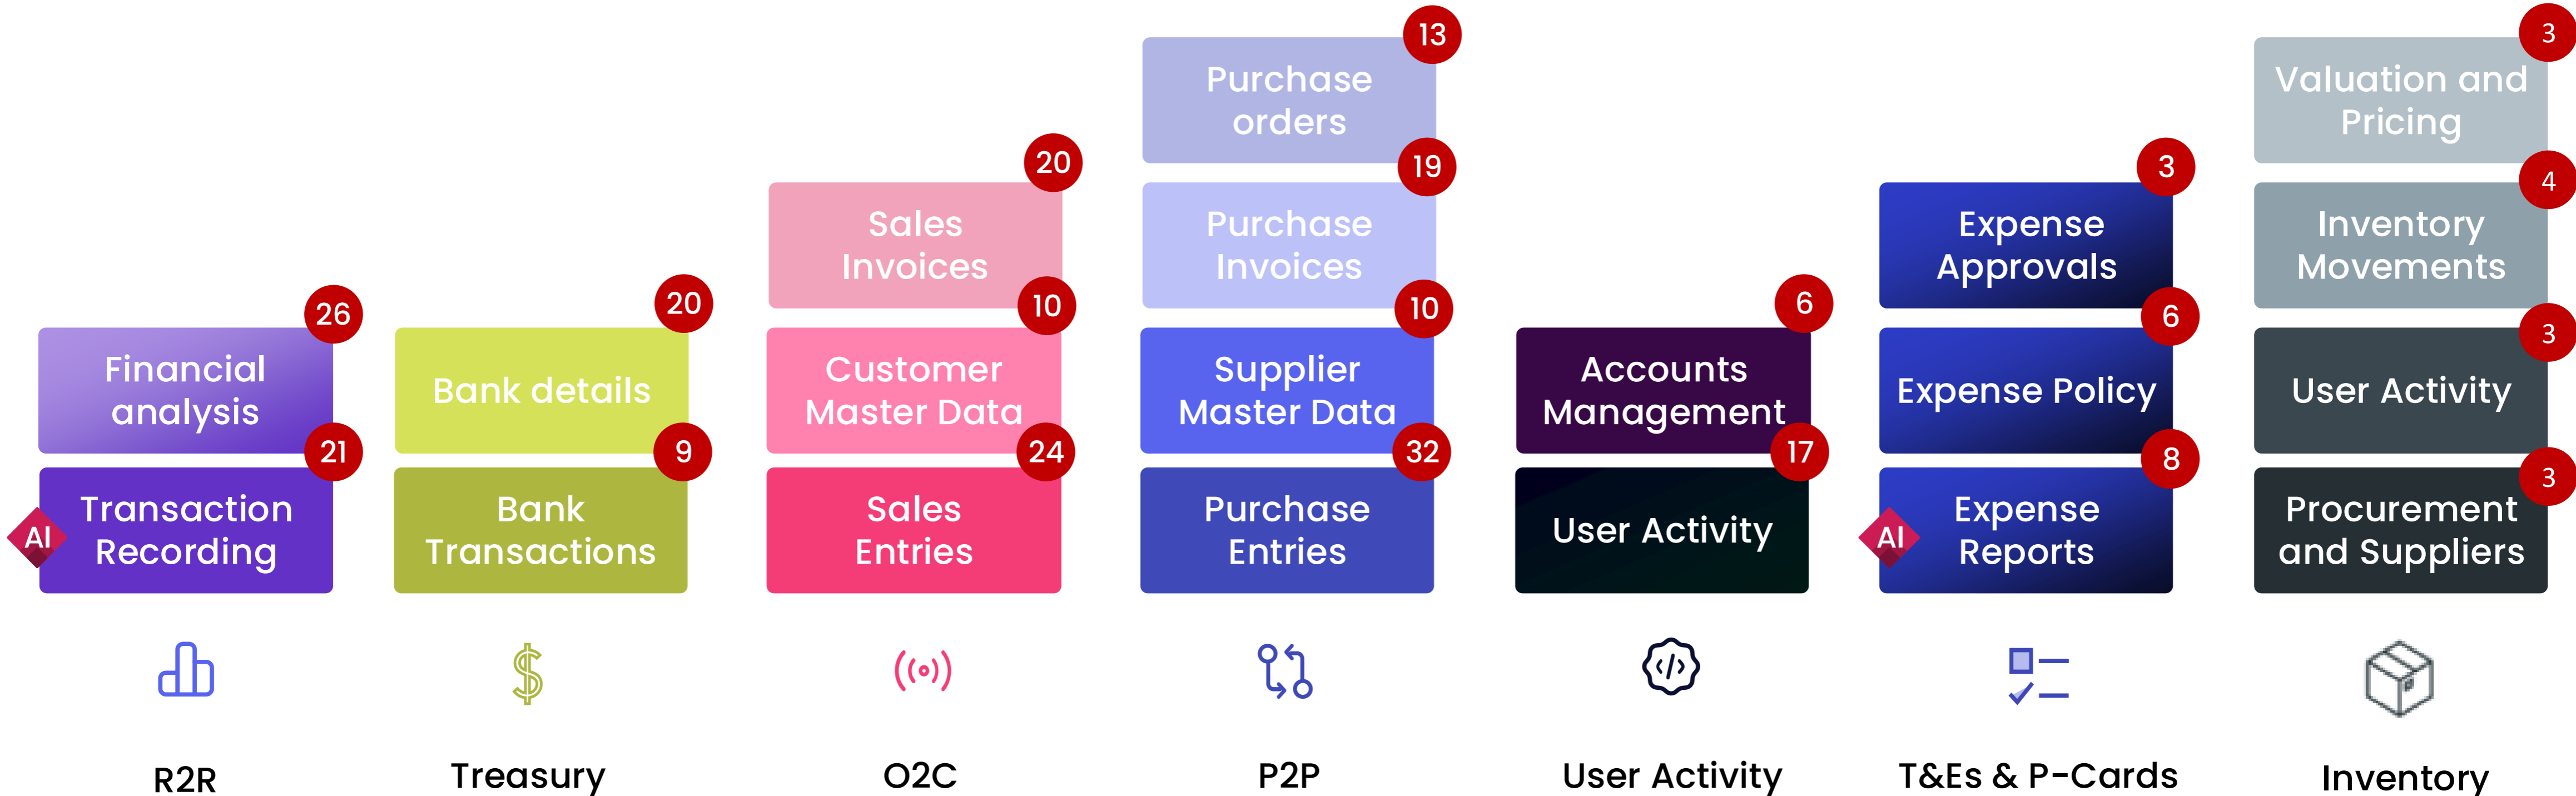 26
Financial
analysis
21
AI
Transaction
Recording
R2R
20
Bank details
9
Bank
Transactions
Treasury
20
Sales
Invoices
10
Customer
Master Data
24
Sales
Entries
O2C
13
Purchase
orders
19
Purchase
Invoices
10
Supplier
Master Data
32
Purchase
Entries
P2P
6
Accounts
Management
17
User Activity
</>
User Activity
3
Expense
Approvals
6
Expense Policy
8
AI
Expense
Reports
T&Es & P-Cards
3
Valuation and
Pricing
4
Inventory
Movements
3
User Activity
3
Procurement
and Suppliers
Inventory